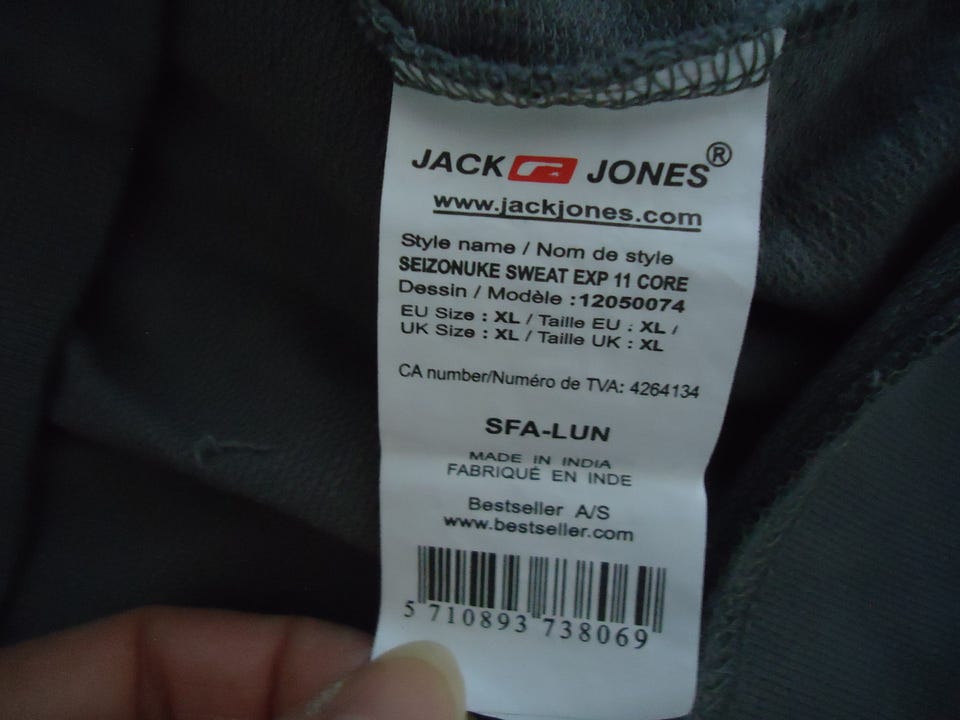 JACK JONES®
www.jackjones.com
Style name / Nom de style
SEIZONUKE SWEAT EXP 11 CORE
Dessin / Modèle :12050074
EU Size : XL / Taille EU : XL /
UK Size : XL / Taille UK : XL
CA number/Numéro de TVA: 4264134
SFA-LUN
MADE IN INDIA
FABRIQUÉ EN INDE
Bestseller A/S
www.bestseller.com
5 710893 738069